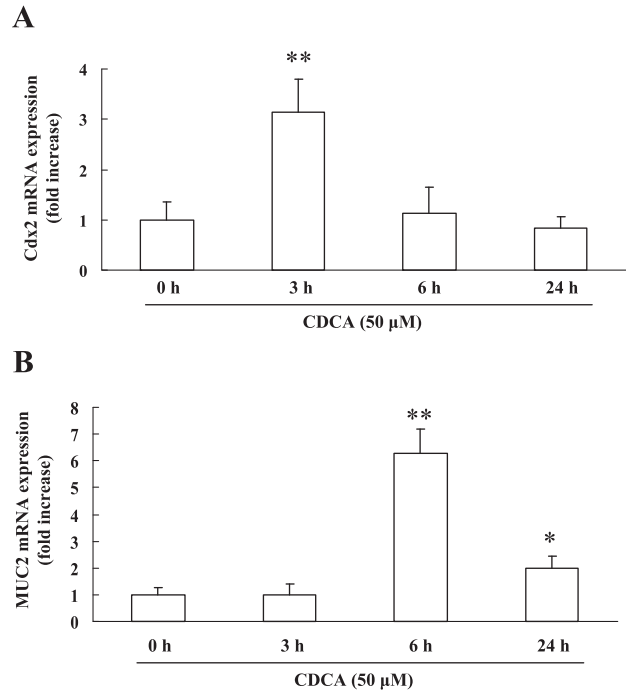 A
Cdx2 mRNA expression
(fold increase)
4
3
2
1
0
**
0 h 3 h 6 h 24 h
CDCA (50 μM)
B
MUC2 mRNA expression
(fold increase)
8
7
6
5
4
3
2
1
0
**
*
0 h 3 h 6 h 24 h
CDCA (50 μM)